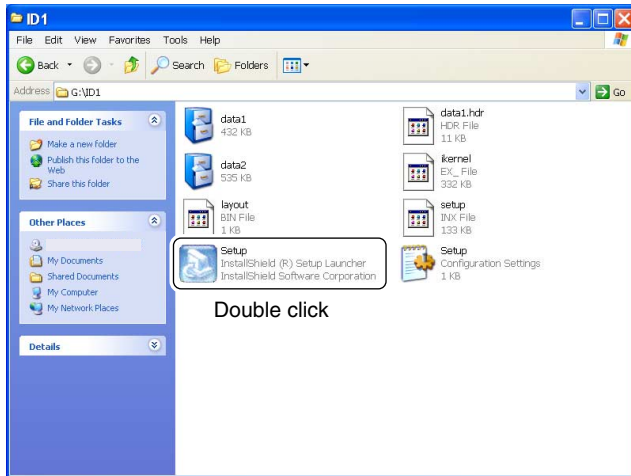 ID1
File Edit View Favorites Tools Help
Back Search Folders
Address G:\ID1 Go
File and Folder Tasks
Make a new folder
Publish this folder to the
Web
Share this folder
Other Places
My Documents
Shared Documents
My Computer
My Network Places
Details
data1
432 KB
data1.hdr
HDR File
11 KB
data2
535 KB
ikernel
EX_ File
332 KB
layout
BIN File
1 KB
setup
INX File
133 KB
Setup
InstallShield (R) Setup Launcher
InstallShield Software Corporation
Setup
Configuration Settings
1 KB
Double click